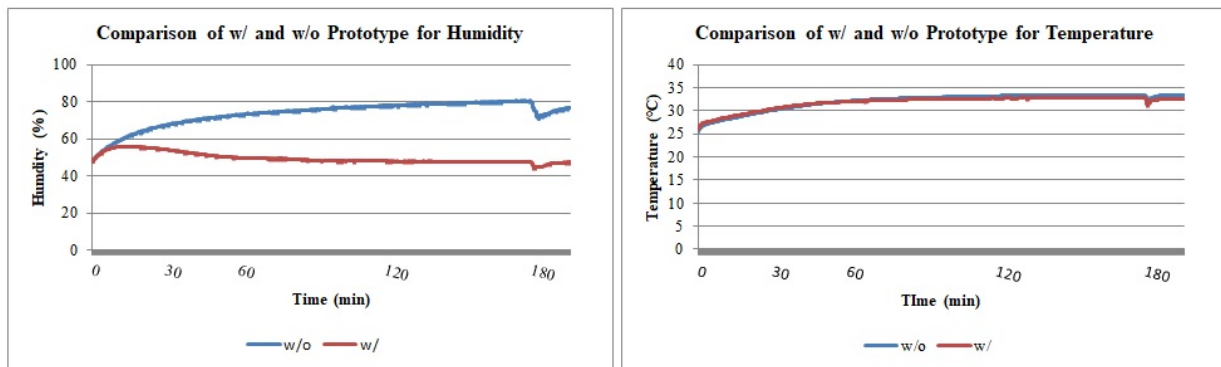 Comparison of w/ and w/o Prototype for Humidity
100
80
60
40
20
0
Humdity (%)
0 30 60 120 180
Time (min)
w/o w/
Comparison of w/ and w/o Prototype for Temperature
40
35
30
25
20
15
10
5
0
Temperature (℃)
0 30 60 120 180
TIme (min)
w/o w/